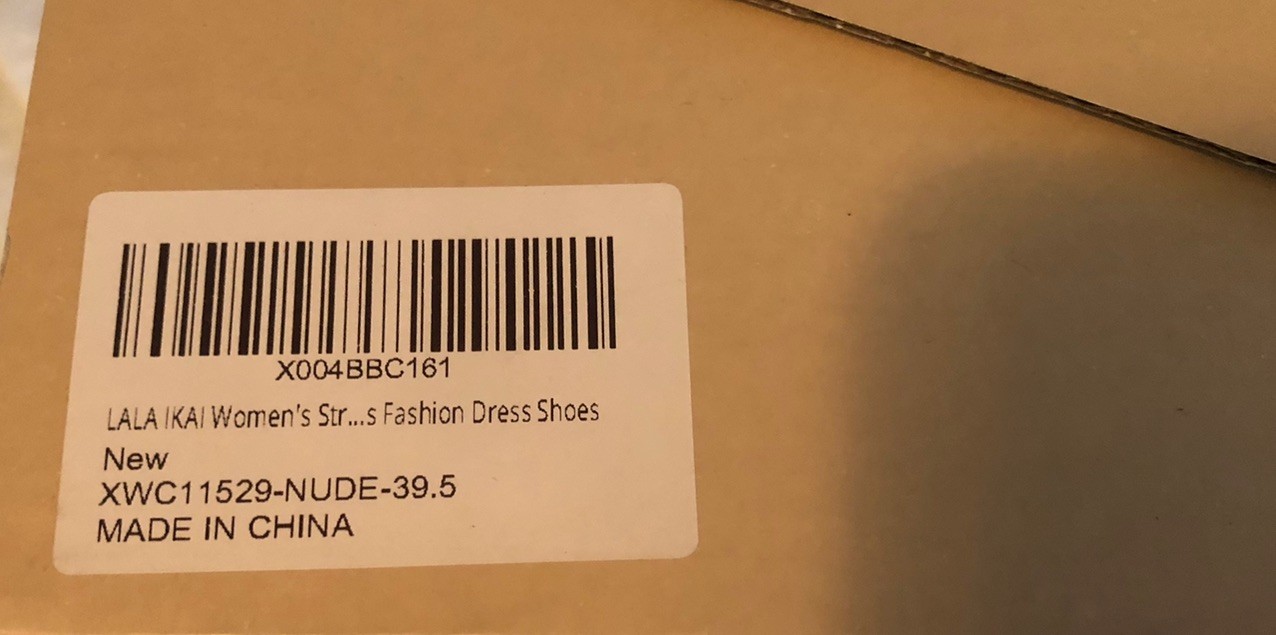 X004BBC161
LALA IKAI Women's Str...s Fashion Dress Shoes
New
XWC11529-NUDE-39.5
MADE IN CHINA